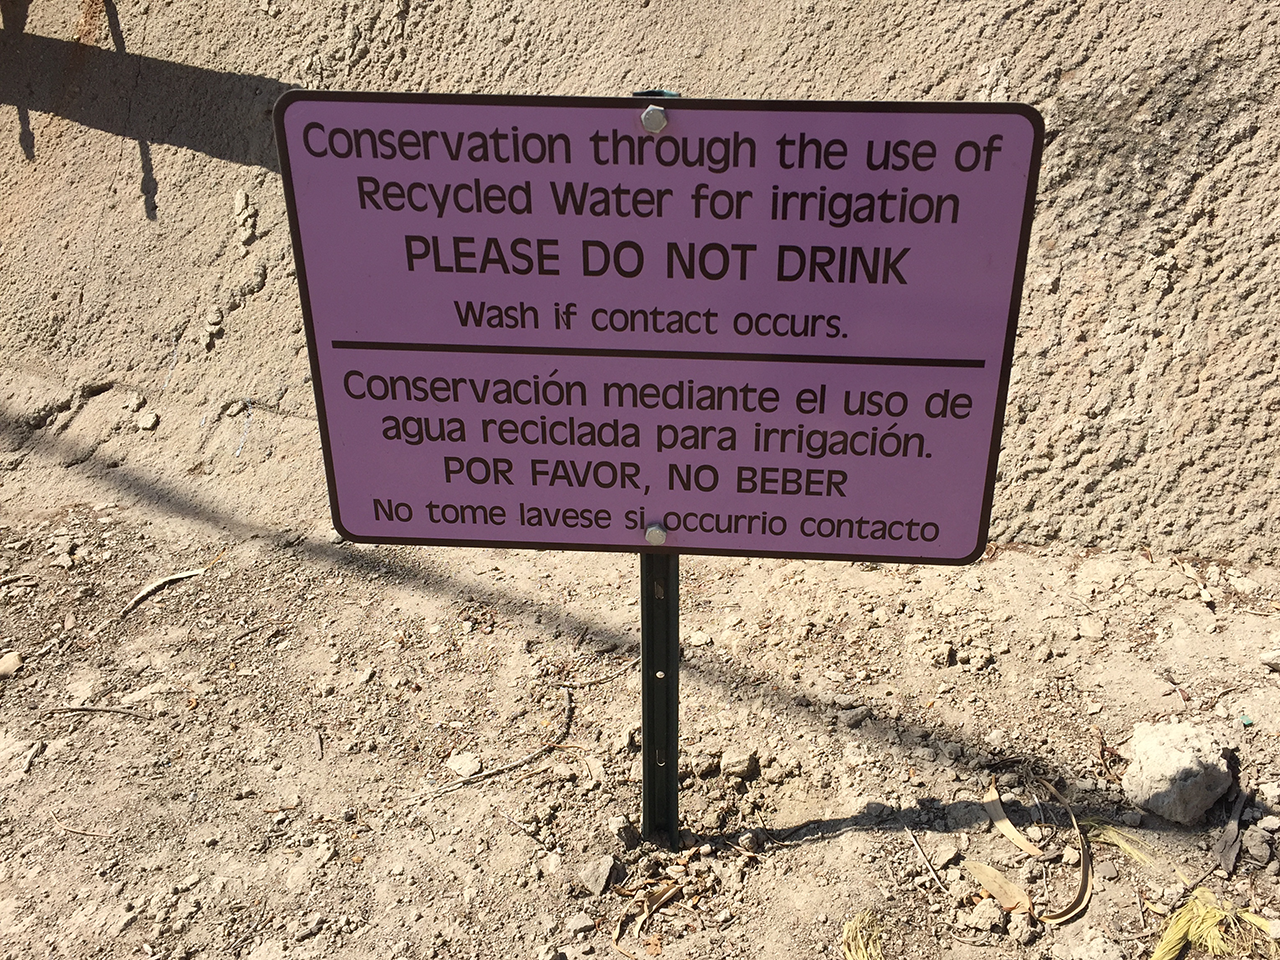 Conservation through the use of
Recycled Water for irrigation
PLEASE DO NOT DRINK
Wash if contact occurs.
Conservación mediante el uso de
agua reciclada para irrigación.
POR FAVOR, NO BEBER
No tome lavese si occurrio contacto